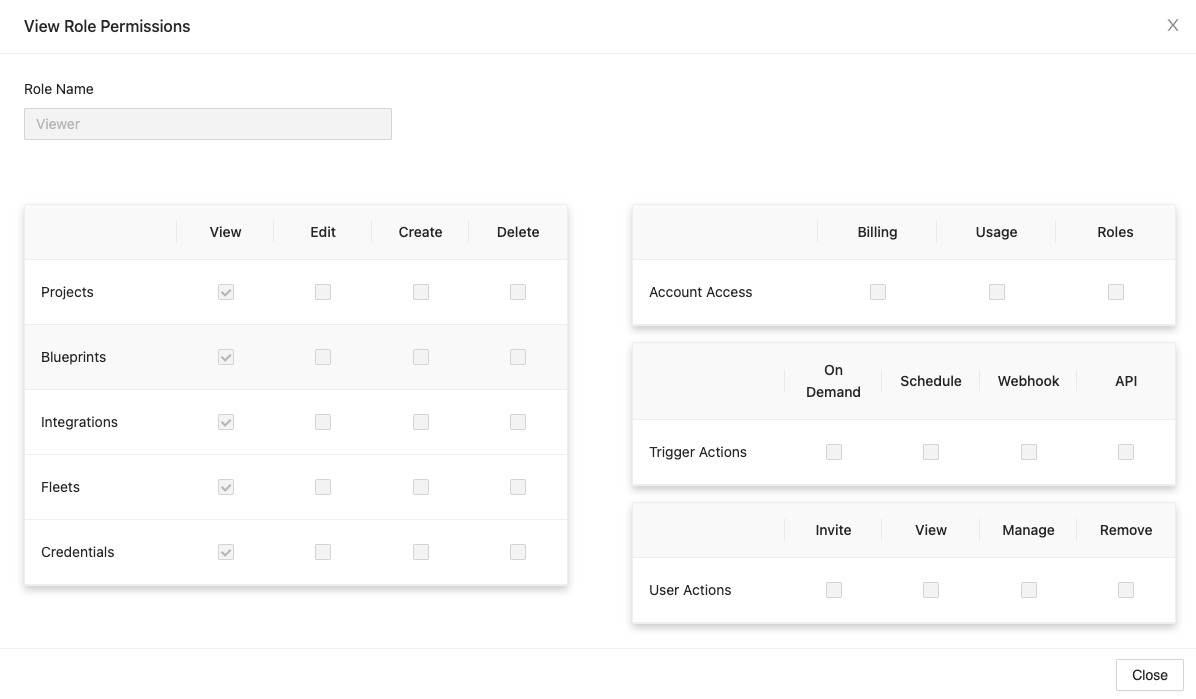 View Role Permissions
Role Name
Viewer
View Edit Create Delete
Projects
Blueprints
Integrations
Fleets
Credentials
Billing Usage Roles
Account Access
On Demand Schedule Webhook API
Trigger Actions
Invite View Manage Remove
User Actions
Close